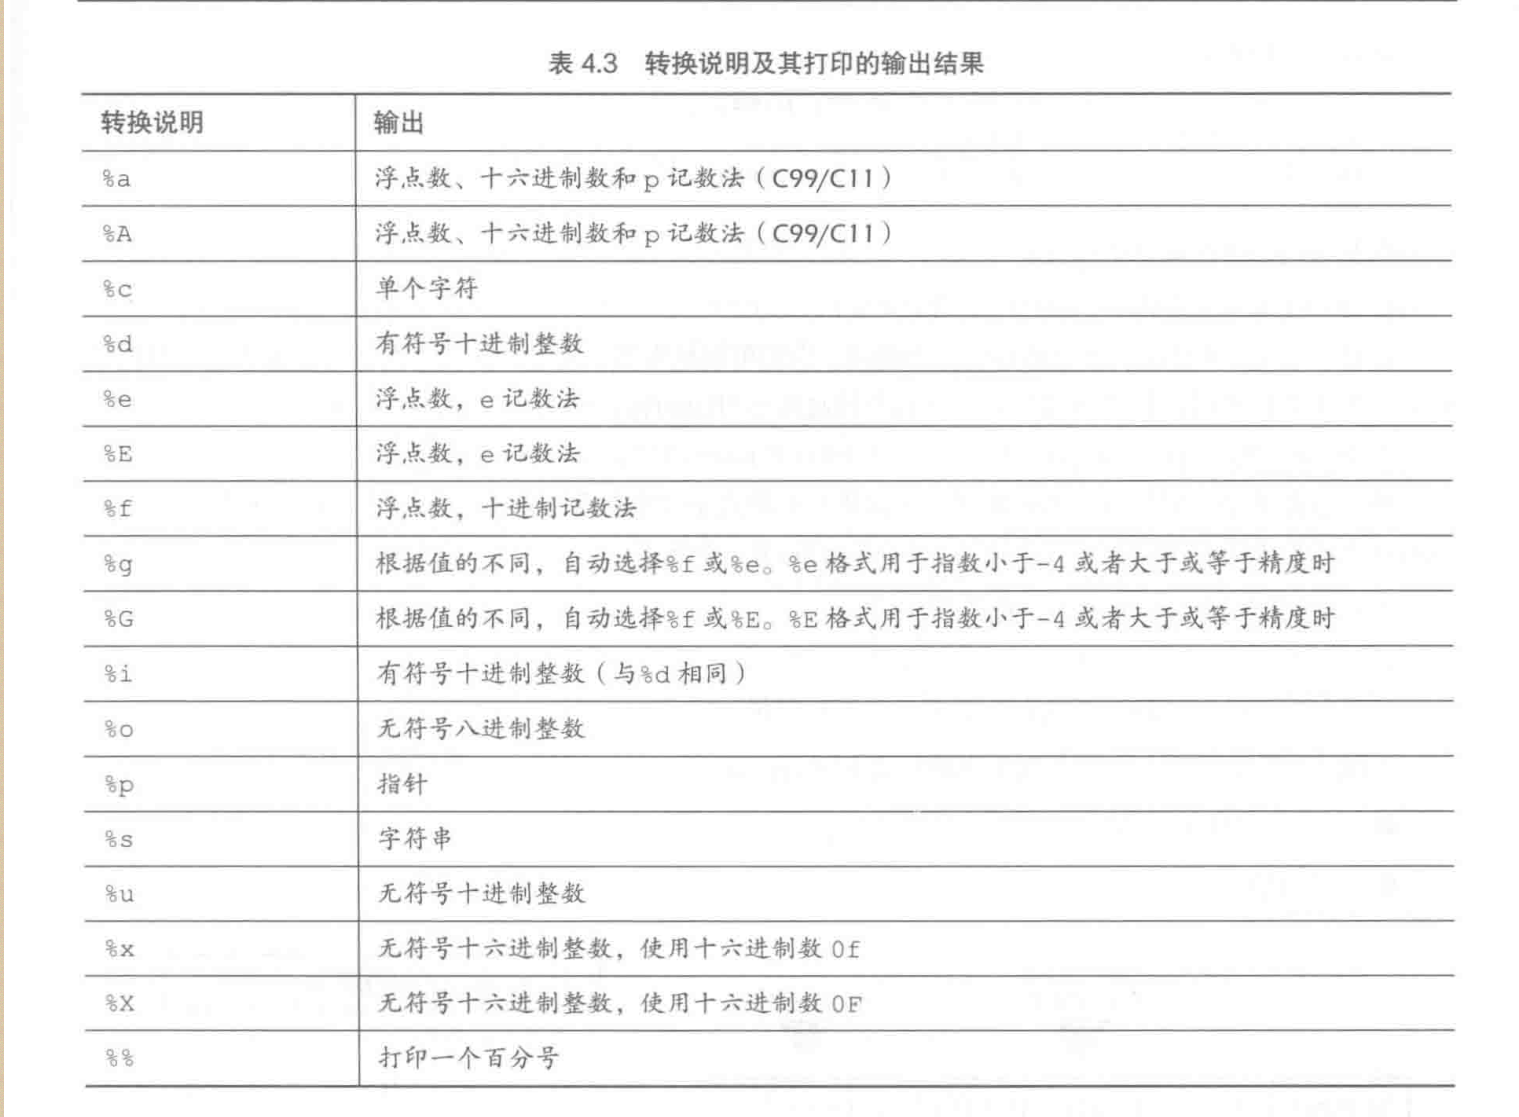 表 4.3 转换说明及其打印的输出结果
转换说明 输出
%a 浮点数、十六进制数和 p 记数法（C99/C11）
%A 浮点数、十六进制数和 p 记数法（C99/C11）
%c 单个字符
%d 有符号十进制整数
%e 浮点数，e 记数法
%E 浮点数，e 记数法
%f 浮点数，十进制记数法
%g 根据值的不同，自动选择%f 或%e。%e 格式用于指数小于-4 或者大于或等于精度时
%G 根据值的不同，自动选择%f 或%E。%E 格式用于指数小于-4 或者大于或等于精度时
%i 有符号十进制整数（与%d 相同）
%o 无符号八进制整数
%p 指针
%s 字符串
%u 无符号十进制整数
%x 无符号十六进制整数，使用十六进制数 0f
%X 无符号十六进制整数，使用十六进制数 0F
%% 打印一个百分号